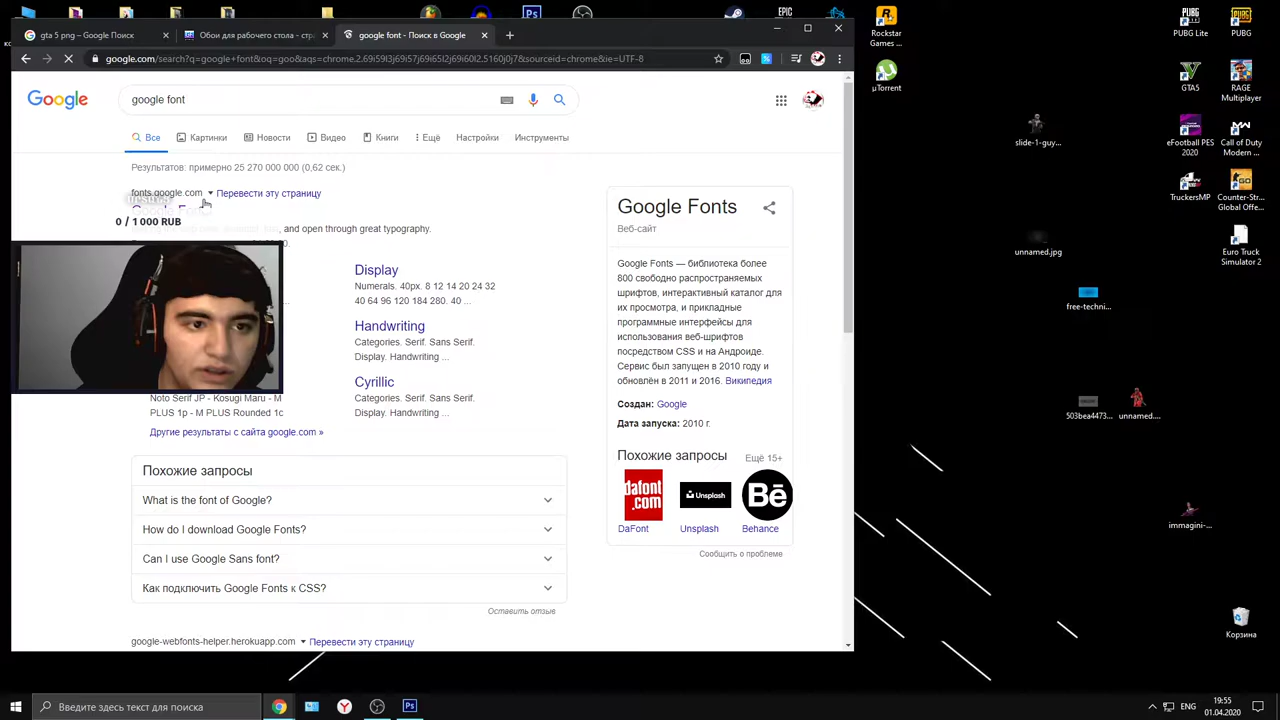 gta 5 png – Google Поиск
Обои для рабочего стола - стр
google font - Поиск в Google
google.com/search?q=google+font&oq=goo&aqs=chrome.2.69i59l3j69i57j69i65l2j69i60l2.5160j0j7&sourceid=chrome&ie=UTF-8
Google
google font
Все
Картинки
Новости
Видео
Книги
Ещё
Настройки
Инструменты
Результатов: примерно 25 270 000 000 (0,62 сек.)
fonts.google.com
Перевести эту страницу
0 / 1 000 RUB
and open through great typography.
Display
Numerals. 40px. 8 12 14 20 24 32
40 64 96 120 184 280. 40 ...
Handwriting
Categories. Serif. Sans Serif.
Display. Handwriting ...
Cyrillic
Categories. Serif. Sans Serif.
Display. Handwriting ...
Noto Serif JP - Kosugi Maru - M
PLUS 1p - M PLUS Rounded 1c
Другие результаты с сайта google.com »
Похожие запросы
What is the font of Google?
How do I download Google Fonts?
Can I use Google Sans font?
Как подключить Google Fonts к CSS?
Оставить отзыв
google-webfonts-helper.herokuapp.com
Перевести эту страницу
Google Fonts
Веб-сайт
Google Fonts — библиотека более
800 свободно распространяемых
шрифтов, интерактивный каталог для
их просмотра, и прикладные
программные интерфейсы для
использования веб-шрифтов
посредством CSS и на Андроиде.
Сервис был запущен в 2010 году и
обновлён в 2011 и 2016. Википедия
Создан: Google
Дата запуска: 2010 г.
Похожие запросы
Ещё 15+
dafont
.com
Unsplash
Bē
DaFont
Unsplash
Behance
Сообщить о проблеме
EPIC
Rockstar
Games ...
µTorrent
PUBG Lite
PUBG
GTA5
RAGE
Multiplayer
eFootball PES
2020
Call of Duty
Modern ...
TruckersMP
Counter-Str...
Global Offe...
Euro Truck
Simulator 2
slide-1-guy...
unnamed.jpg
free-techni...
503bea4473...
unnamed....
immagini-...
Корзина
Введите здесь текст для поиска
ENG
19:55
01.04.2020